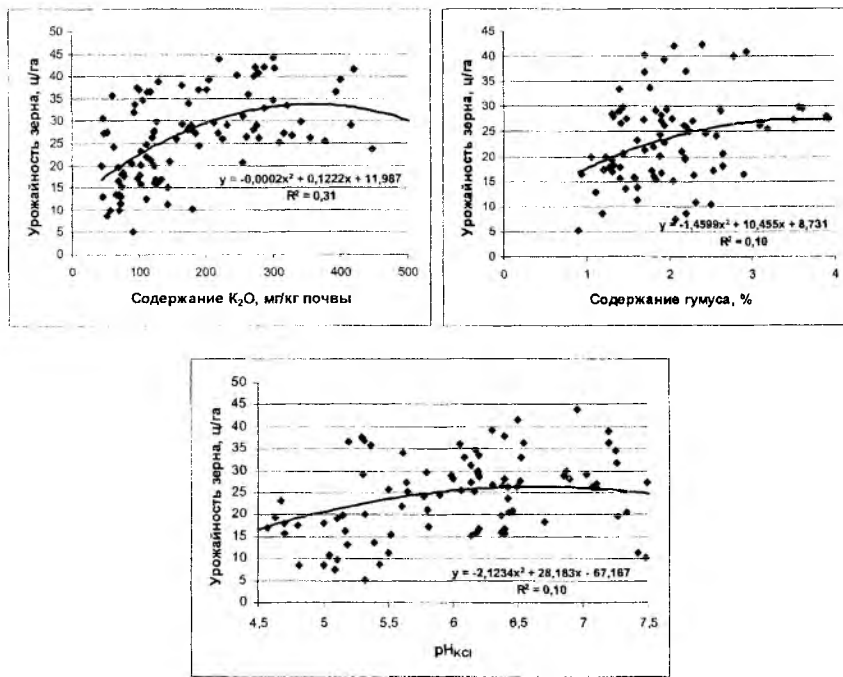 Урожайность зерна, ц/га
50
45
40
35
30
25
20
15
10
5
0
y = -0,0002x² + 0,1222x + 11,987
R² = 0,31
0 100 200 300 400 500
Содержание K₂O, мг/кг почвы
Урожайность зерна, ц/га
45
40
35
30
25
20
15
10
5
0
y = -1,4599x² + 10,455x + 8,731
R² = 0,10
0 1 2 3 4
Содержание гумуса, %
Урожайность зерна, ц/га
50
45
40
35
30
25
20
15
10
5
0
y = -2,1234x² + 28,183x - 67,167
R² = 0,10
4,5 5 5,5 6 6,5 7 7,5
pHKCl